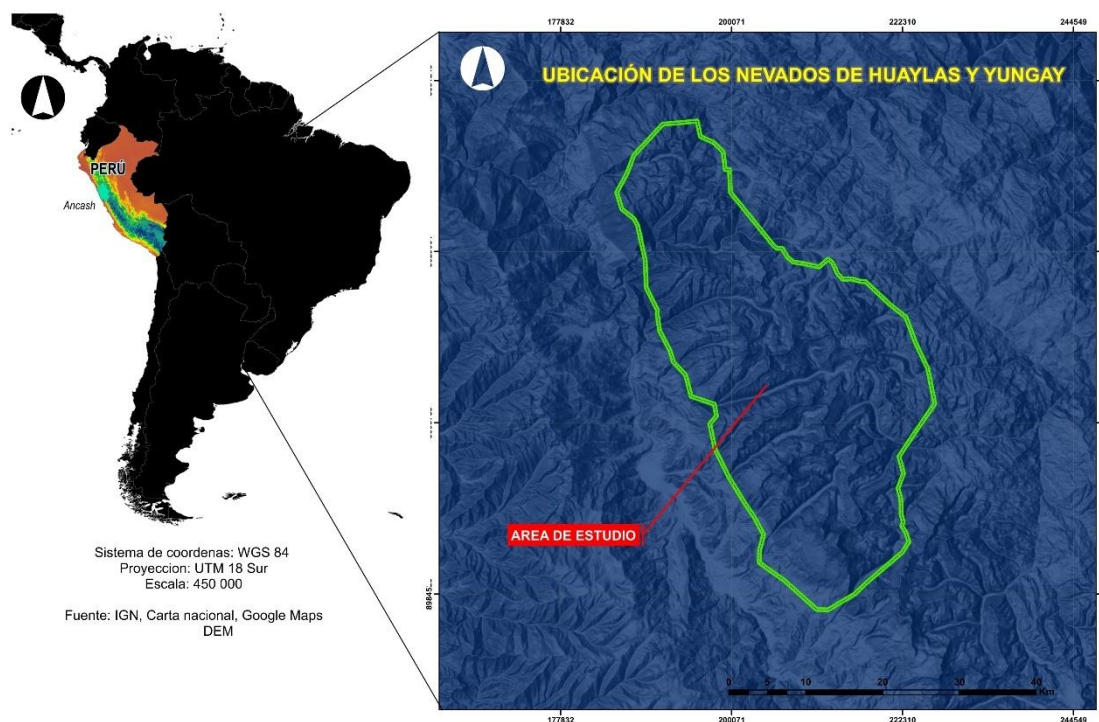 177832 200071 222310 244549
UBICACIÓN DE LOS NEVADOS DE HUAYLAS Y YUNGAY
PERÚ
Ancash
AREA DE ESTUDIO
Sistema de coordenas: WGS 84
Proyeccion: UTM 18 Sur
Escala: 450 000
Fuente: IGN, Carta nacional, Google Maps
DEM
89845
0 5 10 20 30 40
Km
177832 200071 222310 244549